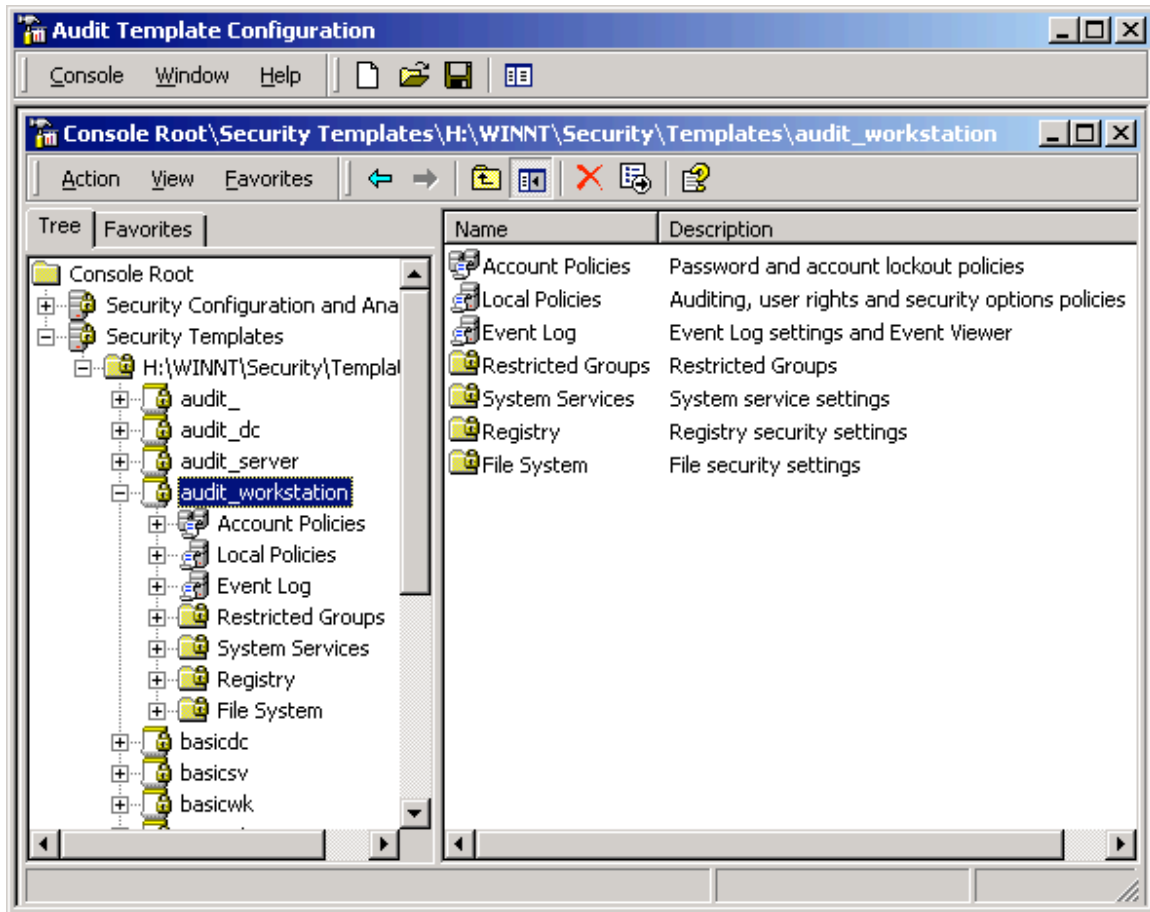 Audit Template Configuration
Console Window Help
Console Root\Security Templates\H:\WINNT\Security\Templates\audit_workstation
Action View Favorites
Tree Favorites
Console Root
Security Configuration and Ana
Security Templates
H:\WINNT\Security\Templa
audit_
audit_dc
audit_server
audit_workstation
Account Policies
Local Policies
Event Log
Restricted Groups
System Services
Registry
File System
basicdc
basicsv
basicwk
Name Description
Account Policies Password and account lockout policies
Local Policies Auditing, user rights and security options policies
Event Log Event Log settings and Event Viewer
Restricted Groups Restricted Groups
System Services System service settings
Registry Registry security settings
File System File security settings